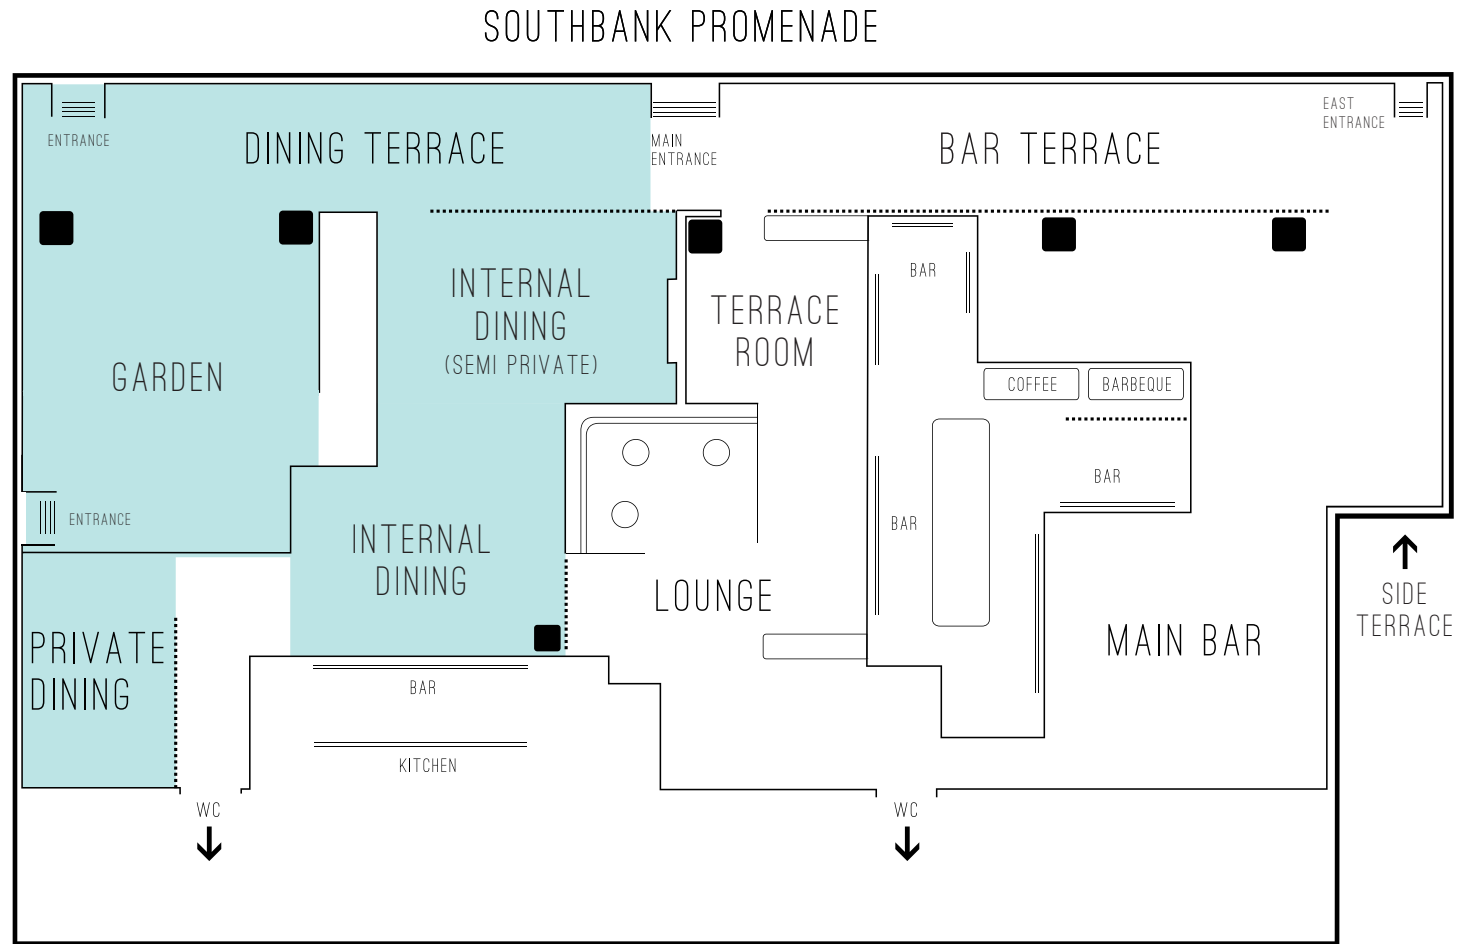 SOUTHBANK PROMENADE
ENTRANCE
DINING TERRACE
MAIN
ENTRANCE
BAR TERRACE
EAST
ENTRANCE
INTERNAL
DINING
(SEMI PRIVATE)
TERRACE
ROOM
BAR
GARDEN
COFFEE
BARBEQUE
BAR
ENTRANCE
BAR
INTERNAL
DINING
LOUNGE
SIDE
TERRACE
MAIN BAR
PRIVATE
DINING
BAR
KITCHEN
WC
WC